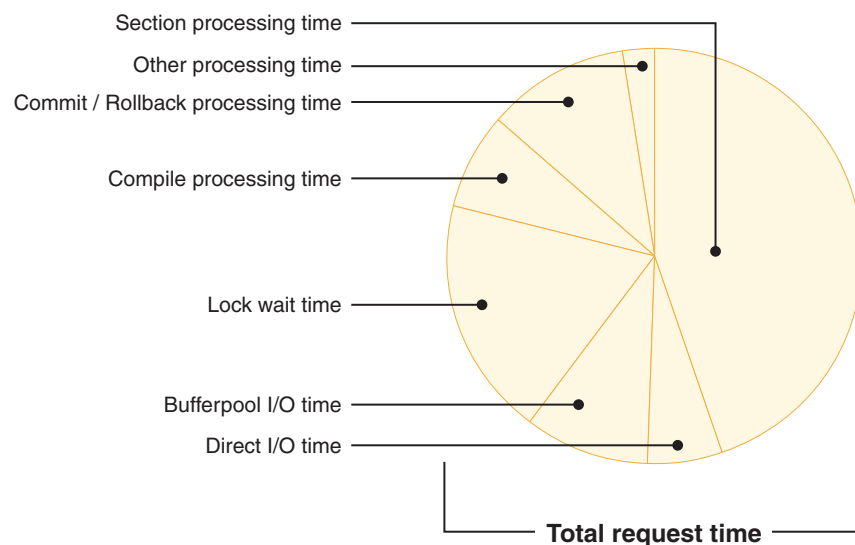 Section processing time
Other processing time
Commit / Rollback processing time
Compile processing time
Lock wait time
Bufferpool I/O time
Direct I/O time
Total request time